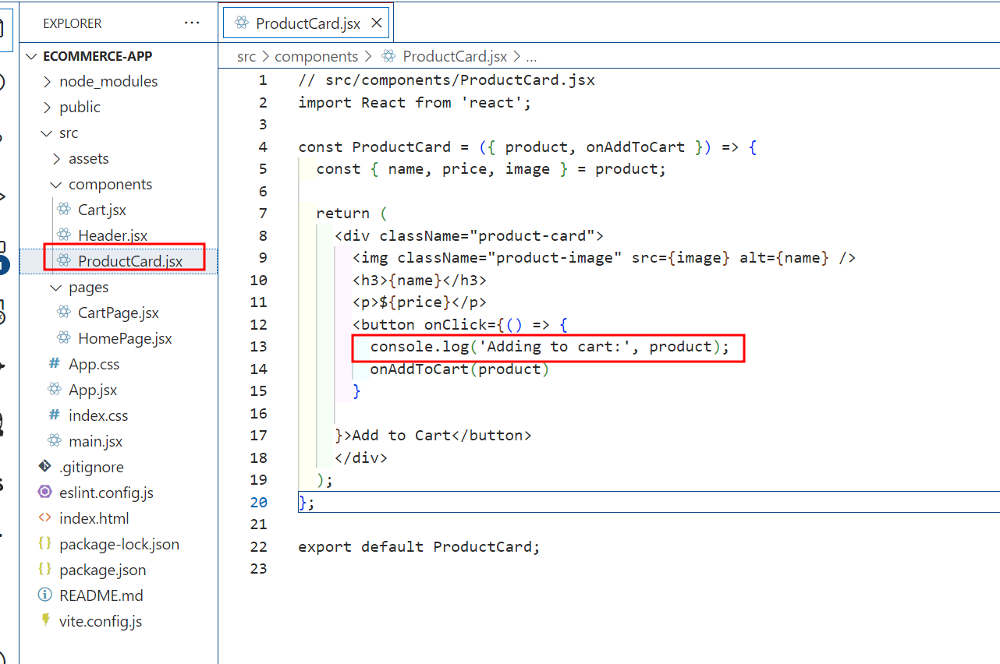 EXPLORER ...
ECOMMERCE-APP
node_modules
public
src
assets
components
Cart.jsx
Header.jsx
ProductCard.jsx
pages
CartPage.jsx
HomePage.jsx
# App.css
App.jsx
# index.css
main.jsx
.gitignore
eslint.config.js
<> index.html
{} package-lock.json
{} package.json
README.md
vite.config.js
ProductCard.jsx
src > components > ProductCard.jsx > ...
1 // src/components/ProductCard.jsx
2 import React from 'react';
3
4 const ProductCard = ({ product, onAddToCart }) => {
5 const { name, price, image } = product;
6
7 return (
8 <div className="product-card">
9 <img className="product-image" src={image} alt={name} />
10 <h3>{name}</h3>
11 <p>${price}</p>
12 <button onClick={() => {
13 console.log('Adding to cart:', product);
14 onAddToCart(product)
15 }
16
17 }>Add to Cart</button>
18 </div>
19 );
20 };
21
22 export default ProductCard;
23